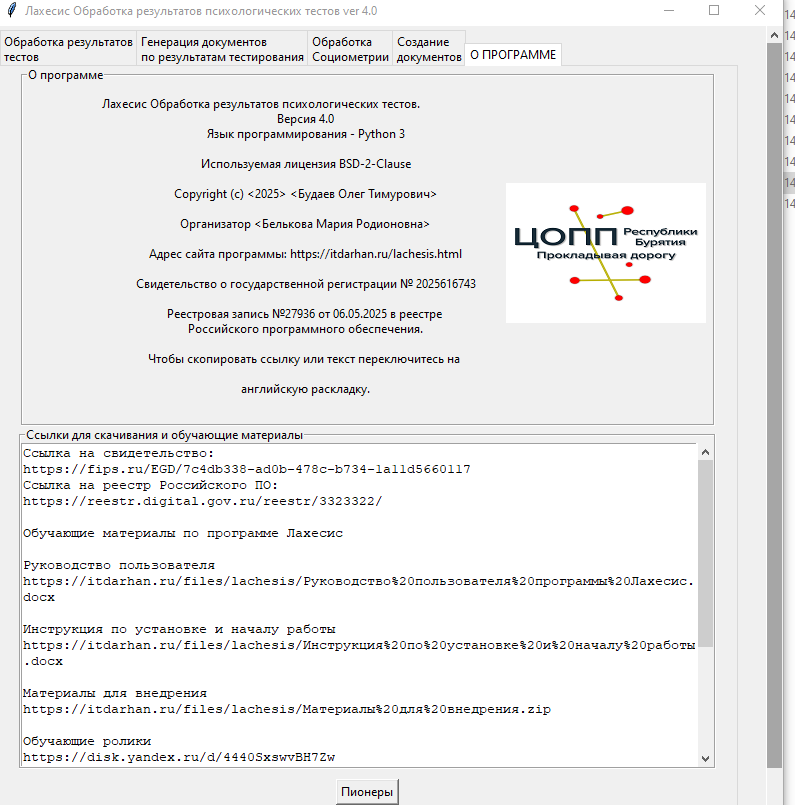 Лахесис Обработка результатов психологических тестов ver 4.0
Обработка результатов
тестов
Генерация документов
по результатам тестирования
Обработка
Социометрии
Создание
документов
О ПРОГРАММЕ
О программе
Лахесис Обработка результатов психологических тестов.
Версия 4.0
Язык программирования - Python 3
Используемая лицензия BSD-2-Clause
Copyright (c) <2025> <Будаев Олег Тимурович>
Организатор <Белькова Мария Родионовна>
Адрес сайта программы: https://itdarhan.ru/lachesis.html
Свидетельство о государственной регистрации № 2025616743
Реестровая запись №27936 от 06.05.2025 в реестре
Российского программного обеспечения.
Чтобы скопировать ссылку или текст переключитесь на
английскую раскладку.
ЦОПП Республики
Бурятия
Прокладывая дорогу
Ссылки для скачивания и обучающие материалы
Ссылка на свидетельство:
https://fips.ru/EGD/7c4db338-ad0b-478c-b734-1a11d5660117
Ссылка на реестр Российского ПО:
https://reestr.digital.gov.ru/reestr/3323322/
Обучающие материалы по программе Лахесис
Руководство пользователя
https://itdarhan.ru/files/lachesis/Руководство%20пользователя%20программы%20Лахесис.
docx
Инструкция по установке и началу работы
https://itdarhan.ru/files/lachesis/Инструкция%20по%20установке%20и%20началу%20работы
.docx
Материалы для внедрения
https://itdarhan.ru/files/lachesis/Материалы%20для%20внедрения.zip
Обучающие ролики
https://disk.yandex.ru/d/4440SxswvBH7Zw
Пионеры
14
14
14
14
14
14
14
14
14
14